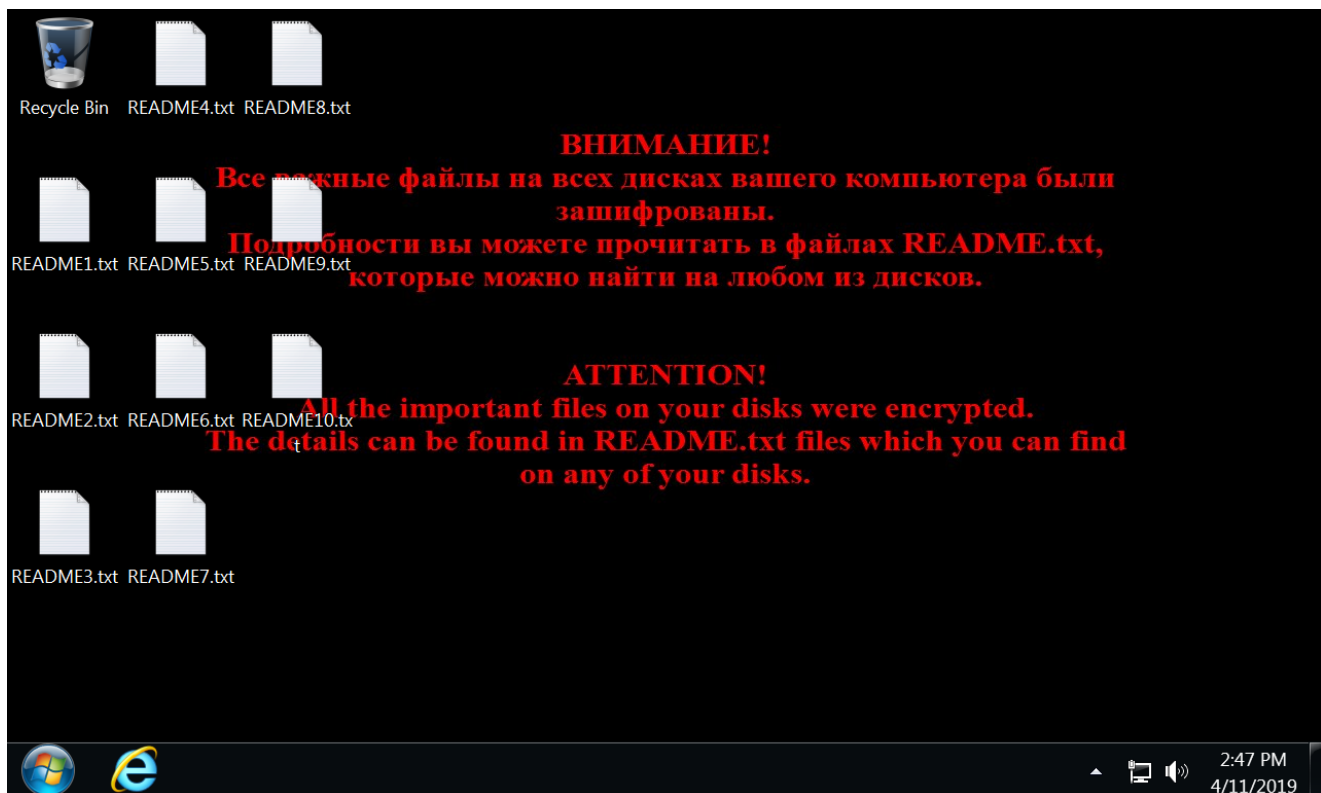 Recycle Bin
README4.txt
README8.txt
ВНИМАНИЕ!
Все важные файлы на всех дисках вашего компьютера были
зашифрованы.
Подробности вы можете прочитать в файлах README.txt,
которые можно найти на любом из дисков.
README1.txt
README5.txt
README9.txt
ATTENTION!
All the important files on your disks were encrypted.
The details can be found in README.txt files which you can find
on any of your disks.
README2.txt
README6.txt
README10.tx
t
README3.txt
README7.txt
2:47 PM
4/11/2019